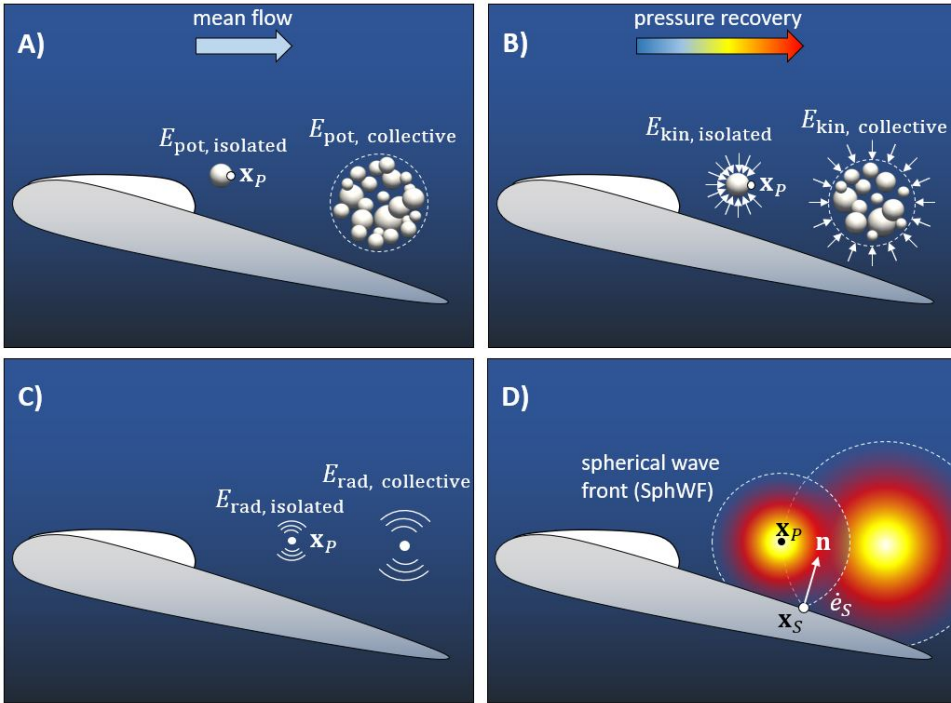 A)
mean flow
E_pot, isolated
x_P
E_pot, collective
B)
pressure recovery
E_kin, isolated
x_P
E_kin, collective
C)
E_rad, isolated
x_P
E_rad, collective
D)
spherical wave
front (SphWF)
x_P
n
ė_S
x_S